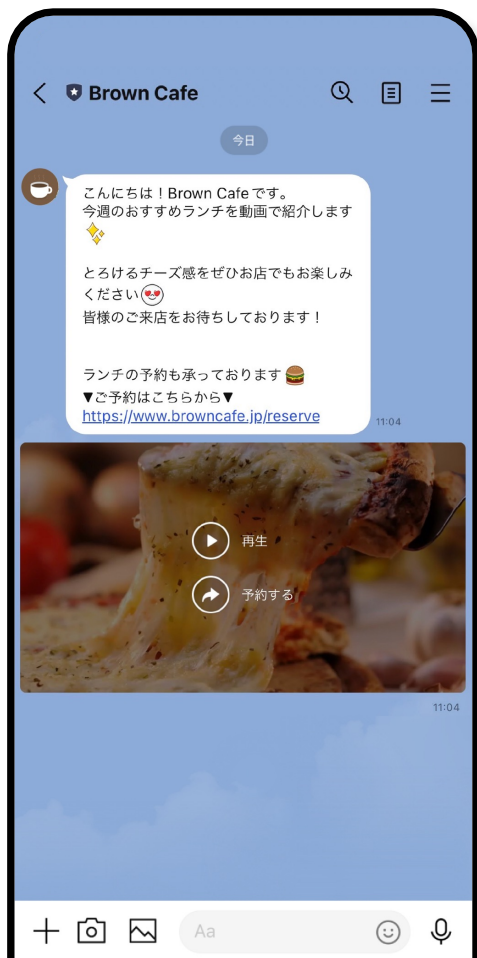 Brown Cafe
今日
こんにちは！Brown Cafeです。
今週のおすすめランチを動画で紹介します
とろけるチーズ感をぜひお店でもお楽しみ
ください
皆様のご来店をお待ちしております！
ランチの予約も承っております
▼ご予約はこちらから▼
https://www.browncafe.jp/reserve
11:04
再生
予約する
11:04
Aa